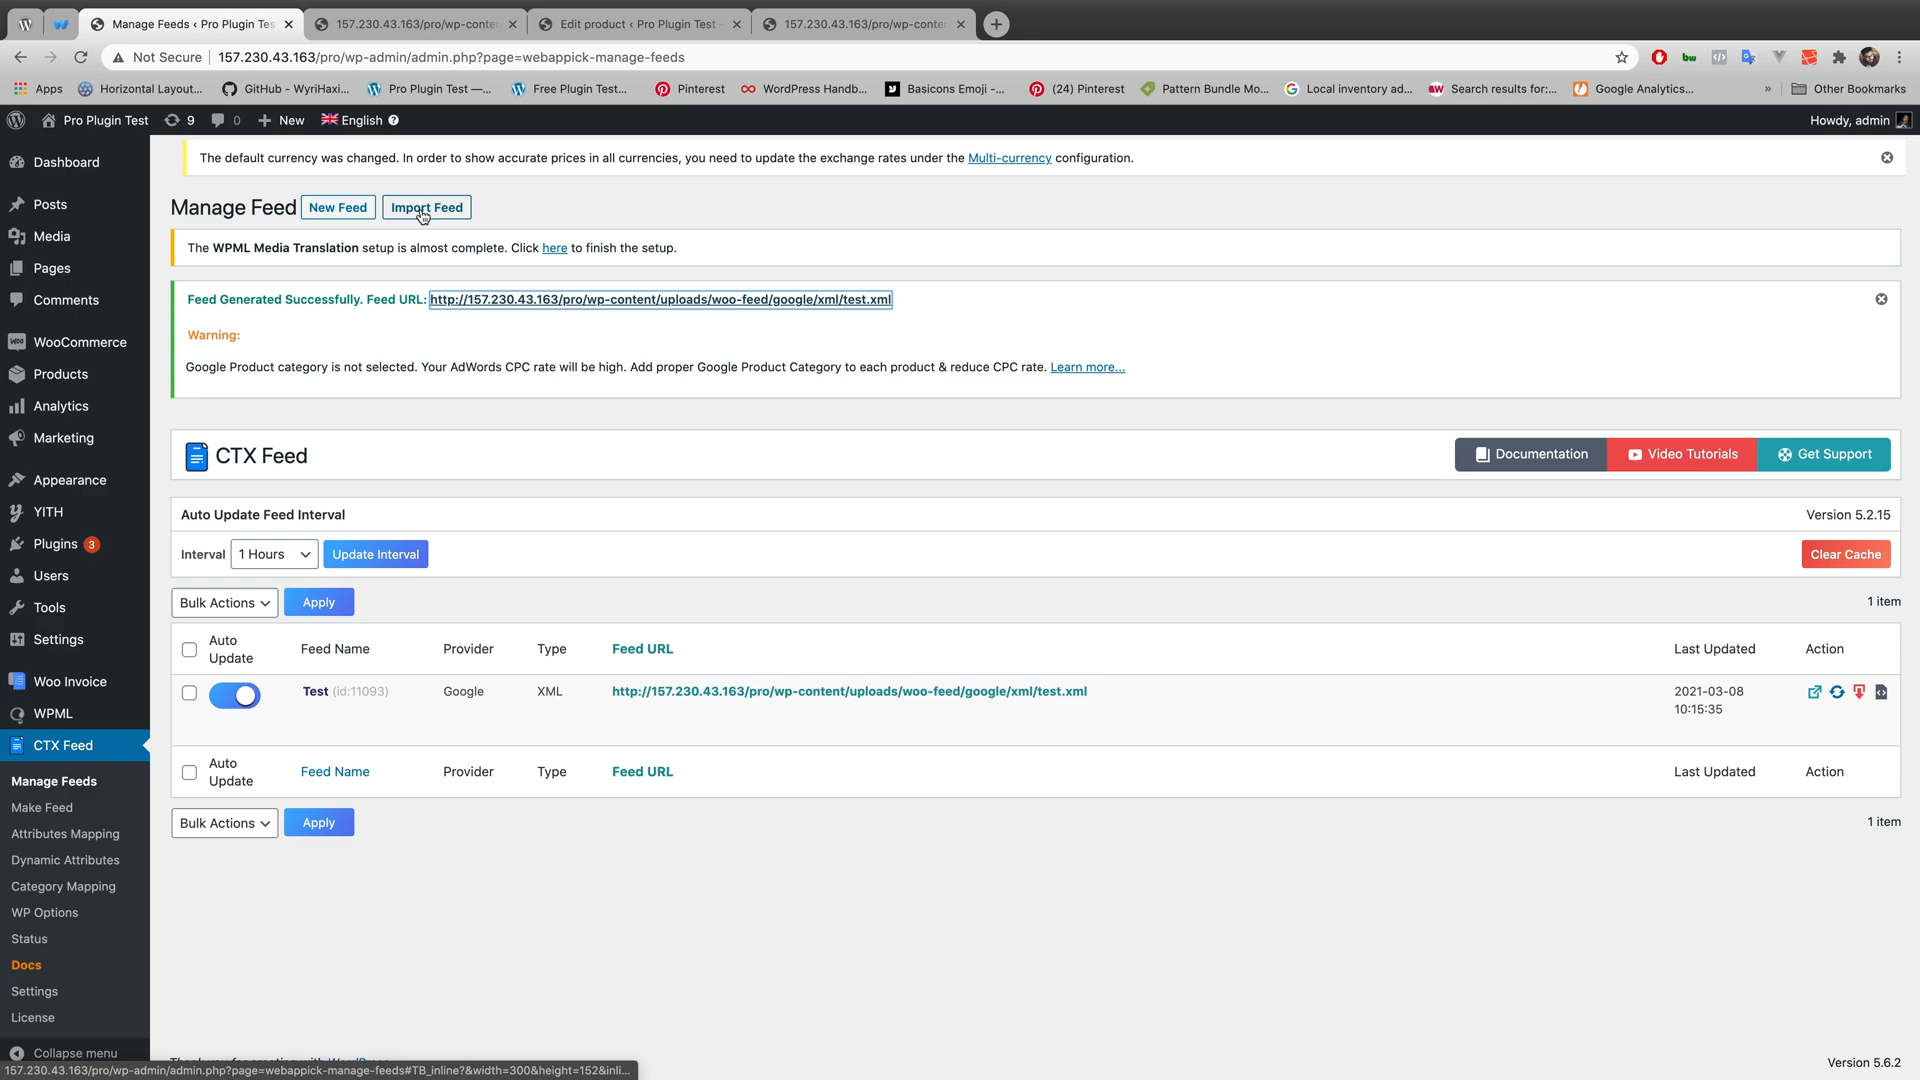 Manage Feeds ‹ Pro Plugin Tes
157.230.43.163/pro/wp-conten
Edit product ‹ Pro Plugin Test -
157.230.43.163/pro/wp-conten
Not Secure
157.230.43.163/pro/wp-admin/admin.php?page=webappick-manage-feeds
Apps
Horizontal Layout...
GitHub - WyriHaxi...
Pro Plugin Test —...
Free Plugin Test...
Pinterest
WordPress Handb...
Basicons Emoji -...
(24) Pinterest
Pattern Bundle Mo...
Local inventory ad...
Search results for:...
Google Analytics...
»
Other Bookmarks
Pro Plugin Test
9
0
New
English
Howdy, admin
The default currency was changed. In order to show accurate prices in all currencies, you need to update the exchange rates under the Multi-currency configuration.
Dashboard
Posts
Media
Pages
Comments
WooCommerce
Products
Analytics
Marketing
Appearance
YITH
Plugins 3
Users
Tools
Settings
Woo Invoice
WPML
CTX Feed
Manage Feeds
Make Feed
Attributes Mapping
Dynamic Attributes
Category Mapping
WP Options
Status
Docs
Settings
License
Collapse menu
Manage Feed
New Feed
Import Feed
The WPML Media Translation setup is almost complete. Click here to finish the setup.
Feed Generated Successfully. Feed URL: http://157.230.43.163/pro/wp-content/uploads/woo-feed/google/xml/test.xml
Warning:
Google Product category is not selected. Your AdWords CPC rate will be high. Add proper Google Product Category to each product & reduce CPC rate. Learn more...
CTX Feed
Documentation
Video Tutorials
Get Support
Auto Update Feed Interval
Version 5.2.15
Interval
1 Hours
Update Interval
Clear Cache
Bulk Actions
Apply
1 item
Auto Update
Feed Name
Provider
Type
Feed URL
Last Updated
Action
Test (id:11093)
Google
XML
http://157.230.43.163/pro/wp-content/uploads/woo-feed/google/xml/test.xml
2021-03-08
10:15:35
Auto Update
Feed Name
Provider
Type
Feed URL
Last Updated
Action
Bulk Actions
Apply
1 item
Version 5.6.2
157.230.43.163/pro/wp-admin/admin.php?page=webappick-manage-feeds#TB_inline?&width=300&height=152&inli...